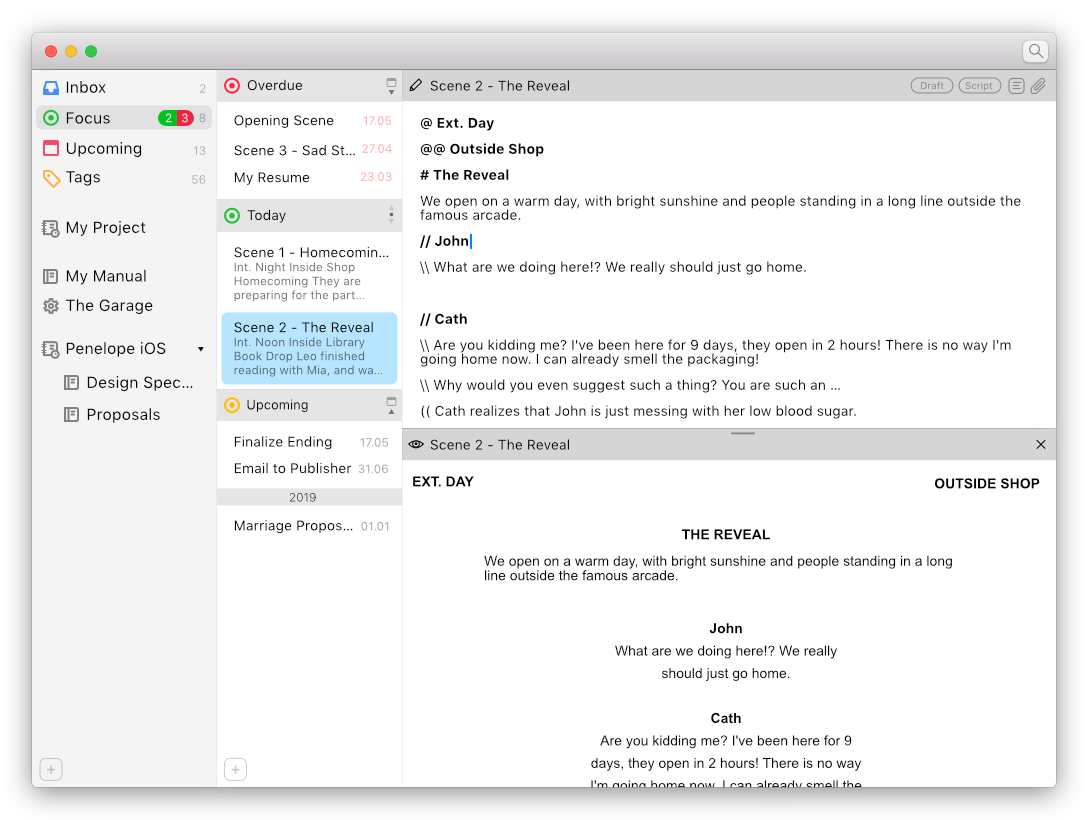 Inbox 2
Focus 2 3 8
Upcoming 13
Tags 56
My Project
My Manual
The Garage
Penelope iOS
Design Spec...
Proposals
Overdue
Opening Scene 17.05
Scene 3 - Sad St... 27.04
My Resume 23.03
Today
Scene 1 - Homecomin...
Int. Night Inside Shop
Homecoming They are
preparing for the part...
Scene 2 - The Reveal
Int. Noon Inside Library
Book Drop Leo finished
reading with Mia, and wa...
Upcoming
Finalize Ending 17.05
Email to Publisher 31.06
2019
Marriage Propos... 01.01
Scene 2 - The Reveal Draft Script
@ Ext. Day
@@ Outside Shop
# The Reveal
We open on a warm day, with bright sunshine and people standing in a long line outside the
famous arcade.
// John
\\ What are we doing here!? We really should just go home.
// Cath
\\ Are you kidding me? I've been here for 9 days, they open in 2 hours! There is no way I'm
going home now. I can already smell the packaging!
\\ Why would you even suggest such a thing? You are such an ...
(( Cath realizes that John is just messing with her low blood sugar.
Scene 2 - The Reveal
EXT. DAY OUTSIDE SHOP
THE REVEAL
We open on a warm day, with bright sunshine and people standing in a long
line outside the famous arcade.
John
What are we doing here!? We really
should just go home.
Cath
Are you kidding me? I've been here for 9
days, they open in 2 hours! There is no way
I'm going home now. I can already smell the